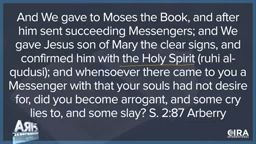 And We gave to Moses the Book, and after
him sent succeeding Messengers; and We
gave Jesus son of Mary the clear signs, and
confirmed him with the Holy Spirit (ruhi al-
qudusi); and whensoever there came to you a
Messenger with that your souls had not desire
for, did you become arrogant, and some cry
lies to, and some slay? S. 2:87 Arberry
CIRA